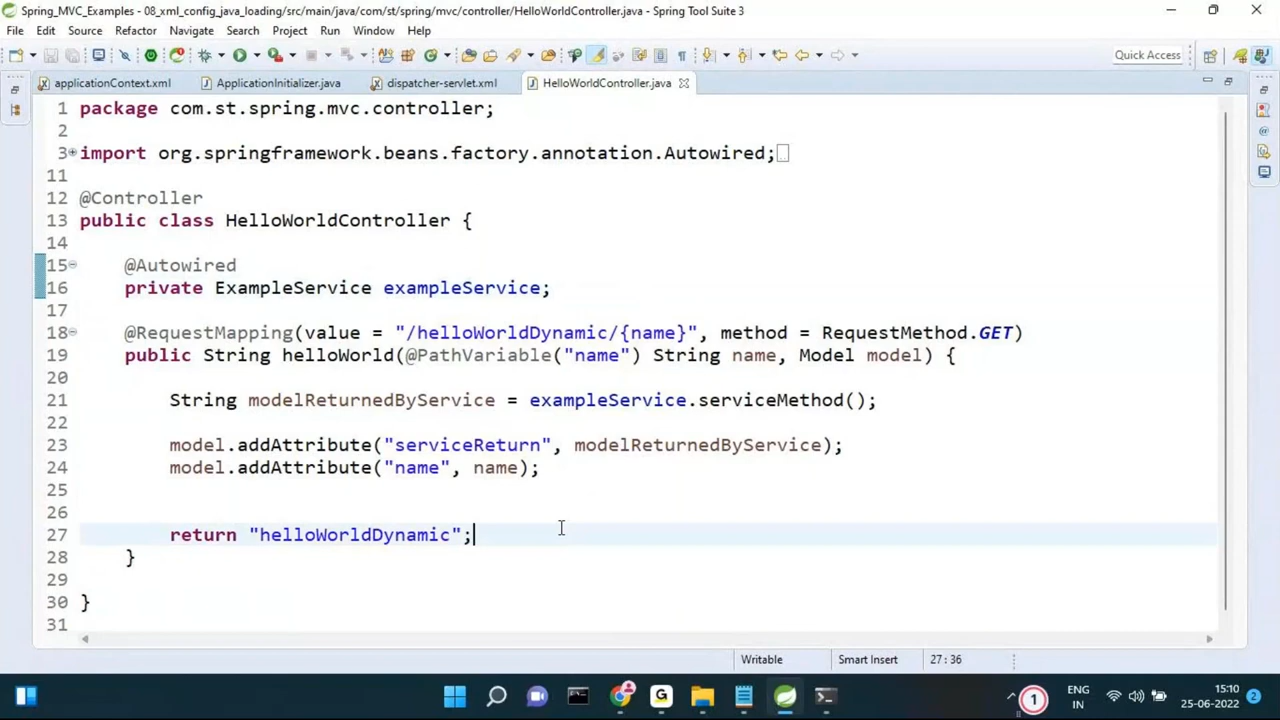 Spring_MVC_Examples - 08_xml_config_java_loading/src/main/java/com/st/spring/mvc/controller/HelloWorldController.java - Spring Tool Suite 3
File Edit Source Refactor Navigate Search Project Run Window Help
Quick Access
applicationContext.xml ApplicationInitializer.java dispatcher-servlet.xml HelloWorldController.java
1 package com.st.spring.mvc.controller;
2
3 import org.springframework.beans.factory.annotation.Autowired;
11
12 @Controller
13 public class HelloWorldController {
14
15 @Autowired
16 private ExampleService exampleService;
17
18 @RequestMapping(value = "/helloWorldDynamic/{name}", method = RequestMethod.GET)
19 public String helloWorld(@PathVariable("name") String name, Model model) {
20
21 String modelReturnedByService = exampleService.serviceMethod();
22
23 model.addAttribute("serviceReturn", modelReturnedByService);
24 model.addAttribute("name", name);
25
26
27 return "helloWorldDynamic";
28 }
29
30 }
31
Writable Smart Insert 27 : 36
G 1 ENG IN 15:10 25-06-2022 2